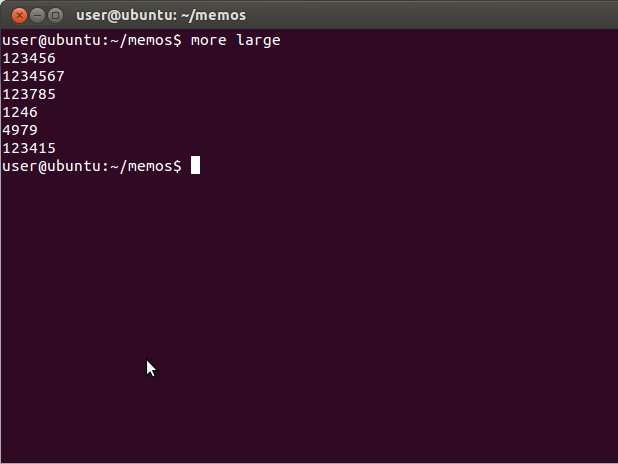 user@ubuntu: ~/memos
user@ubuntu:~/memos$ more large
123456
1234567
123785
1246
4979
123415
user@ubuntu:~/memos$